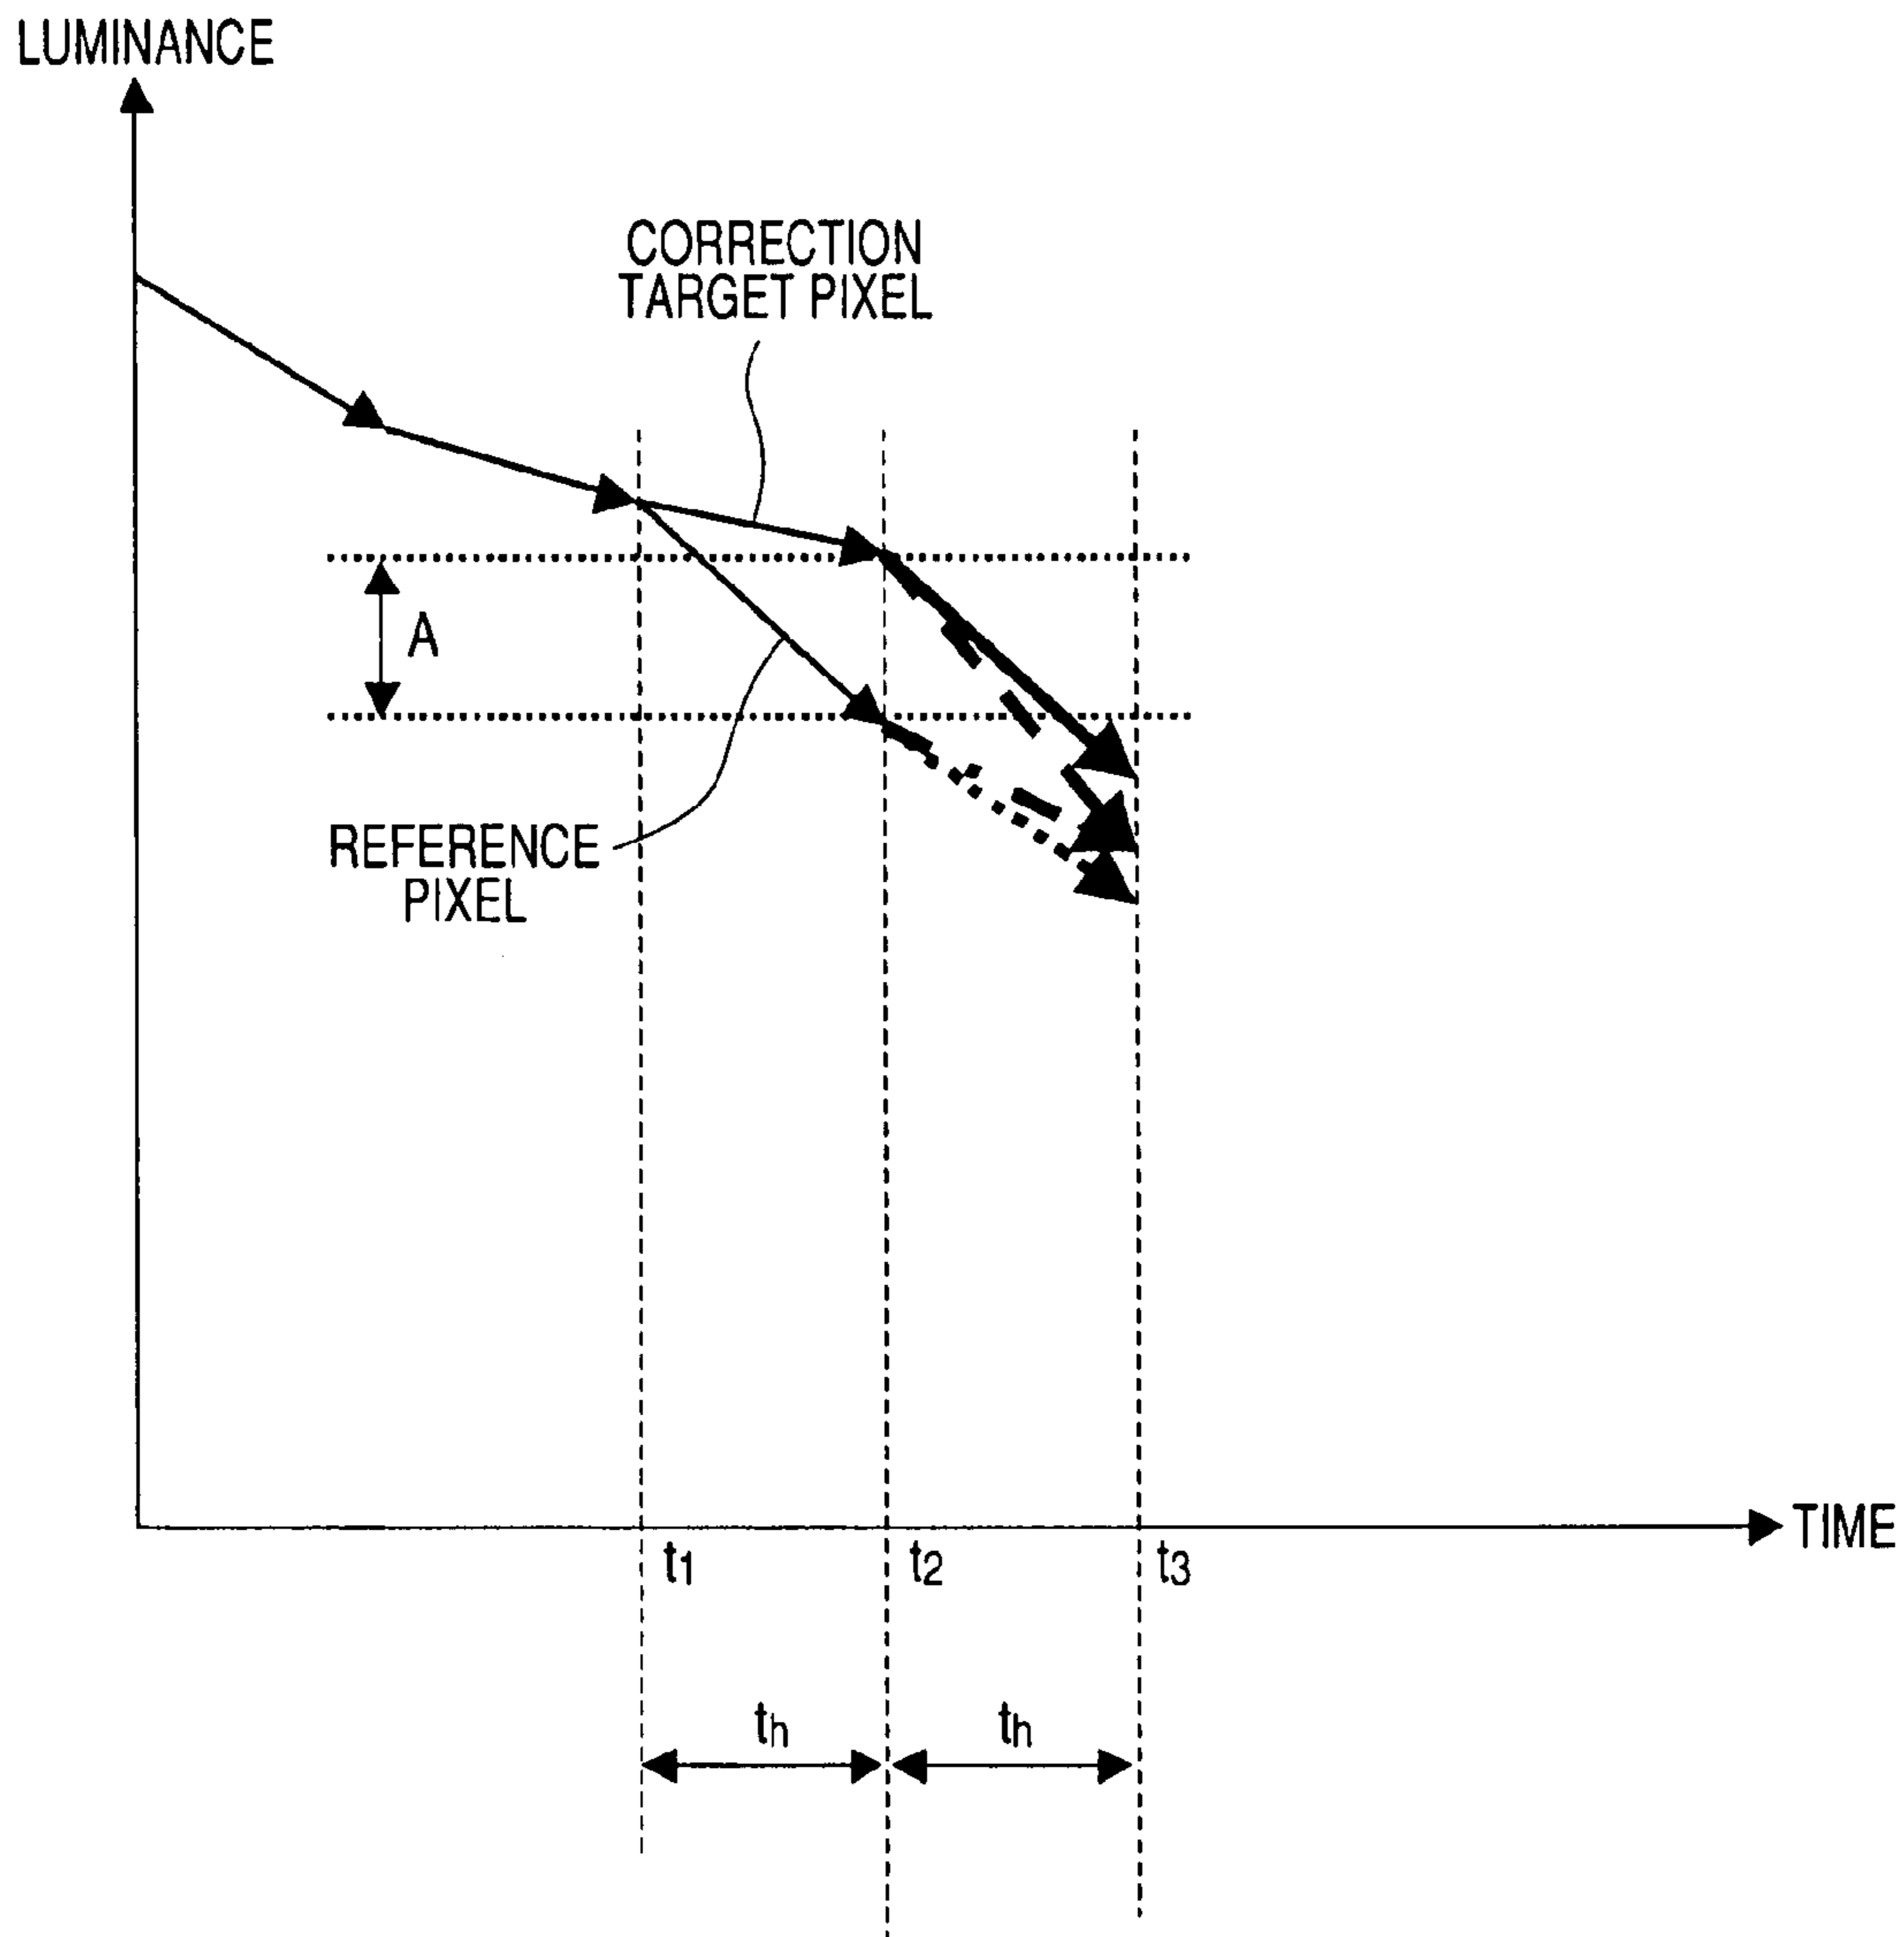 LUMINANCE
CORRECTION
TARGET PIXEL
A
REFERENCE
PIXEL
TIME
t1
t2
t3
th
th